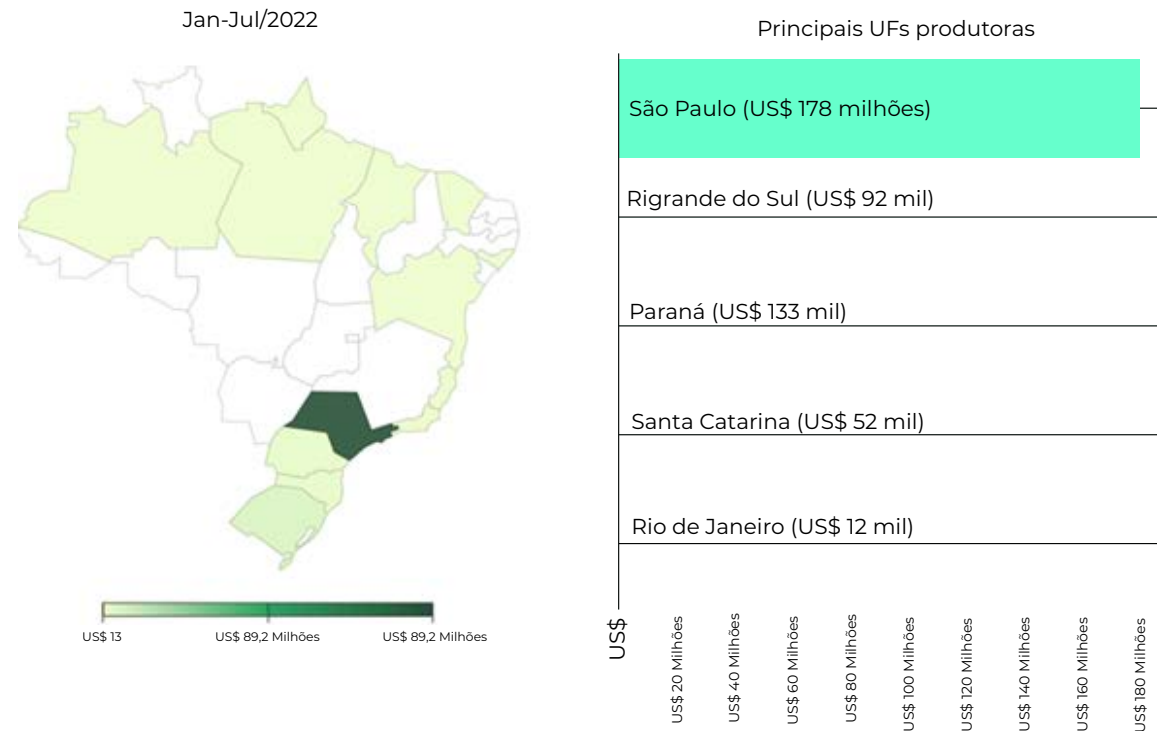 Jan-Jul/2022
US$ 13
US$ 89,2 Milhões
US$ 89,2 Milhões
Principais UFs produtoras
São Paulo (US$ 178 milhões)
Rigrande do Sul (US$ 92 mil)
Paraná (US$ 133 mil)
Santa Catarina (US$ 52 mil)
Rio de Janeiro (US$ 12 mil)
US$
US$ 20 Milhões
US$ 40 Milhões
US$ 60 Milhões
US$ 80 Milhões
US$ 100 Milhões
US$ 120 Milhões
US$ 140 Milhões
US$ 160 Milhões
US$ 180 Milhões